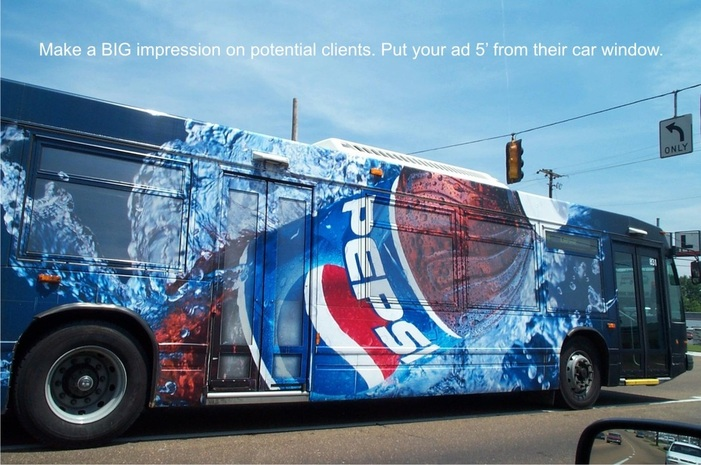 Make a BIG impression on potential clients. Put your ad 5' from their car window.
ONLY
PEPSI